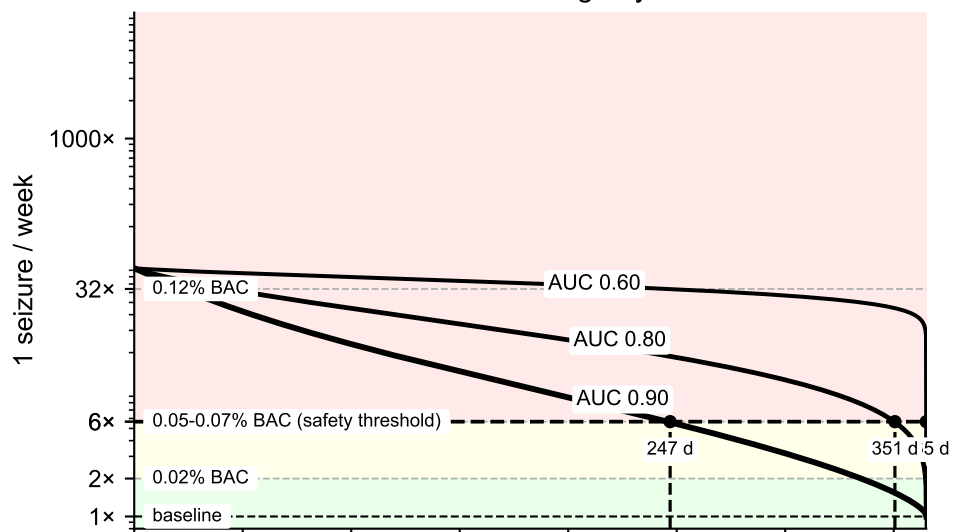 1000×
1 seizure / week
AUC 0.60
32×
0.12% BAC
AUC 0.80
AUC 0.90
6×
0.05-0.07% BAC (safety threshold)
247 d
351 d
5 d
2×
0.02% BAC
1×
baseline